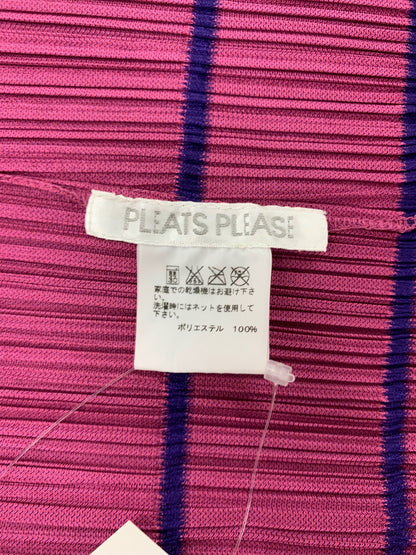 PLEATS PLEASE
家庭での乾燥機はお避け下さい。
洗濯時にはネットを使用して下さい。
ポリエステル 100%